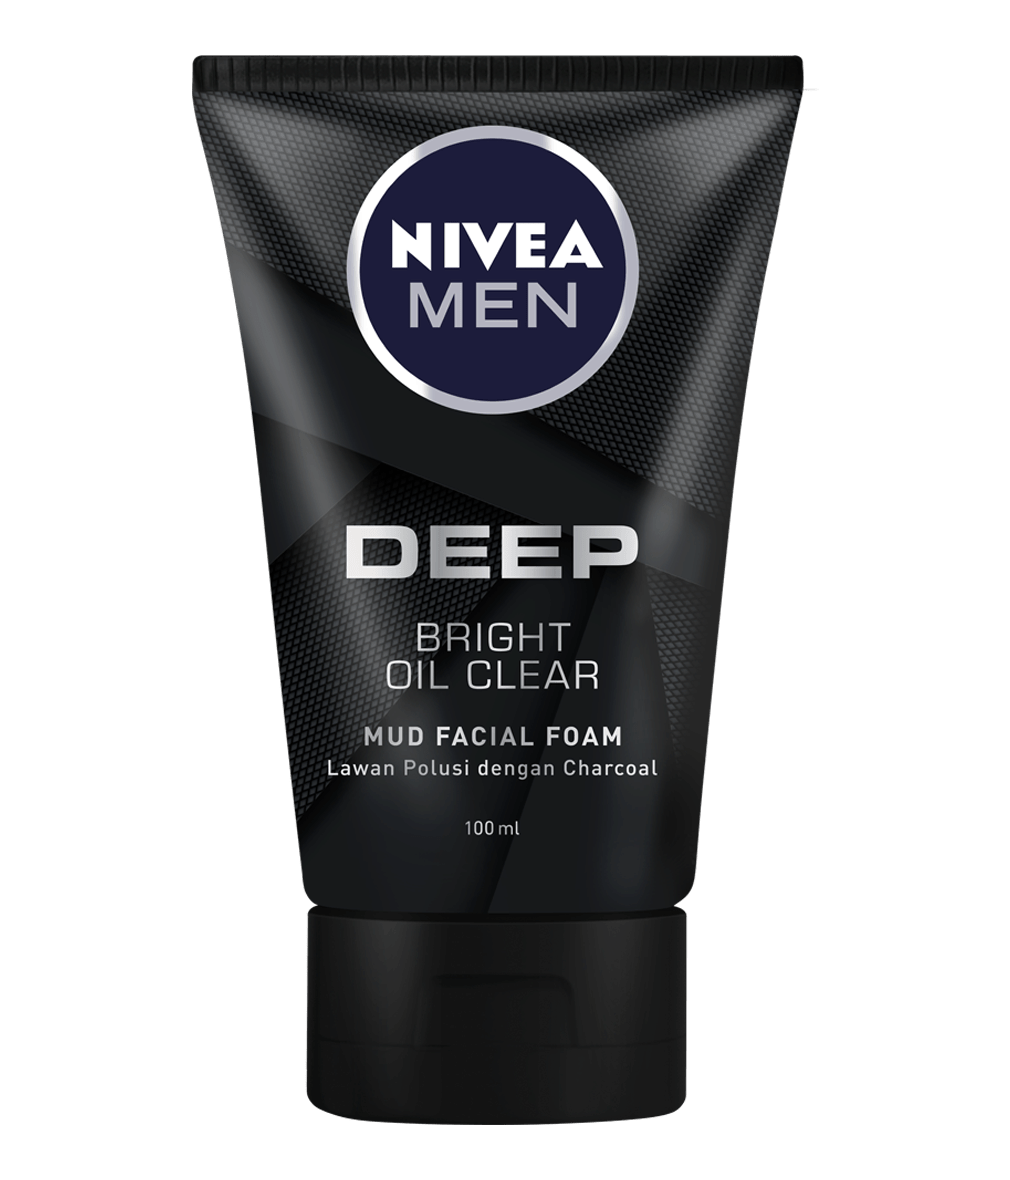 NIVEA
MEN
DEEP
BRIGHT
OIL CLEAR
MUD FACIAL FOAM
Lawan Polusi dengan Charcoal
100 ml